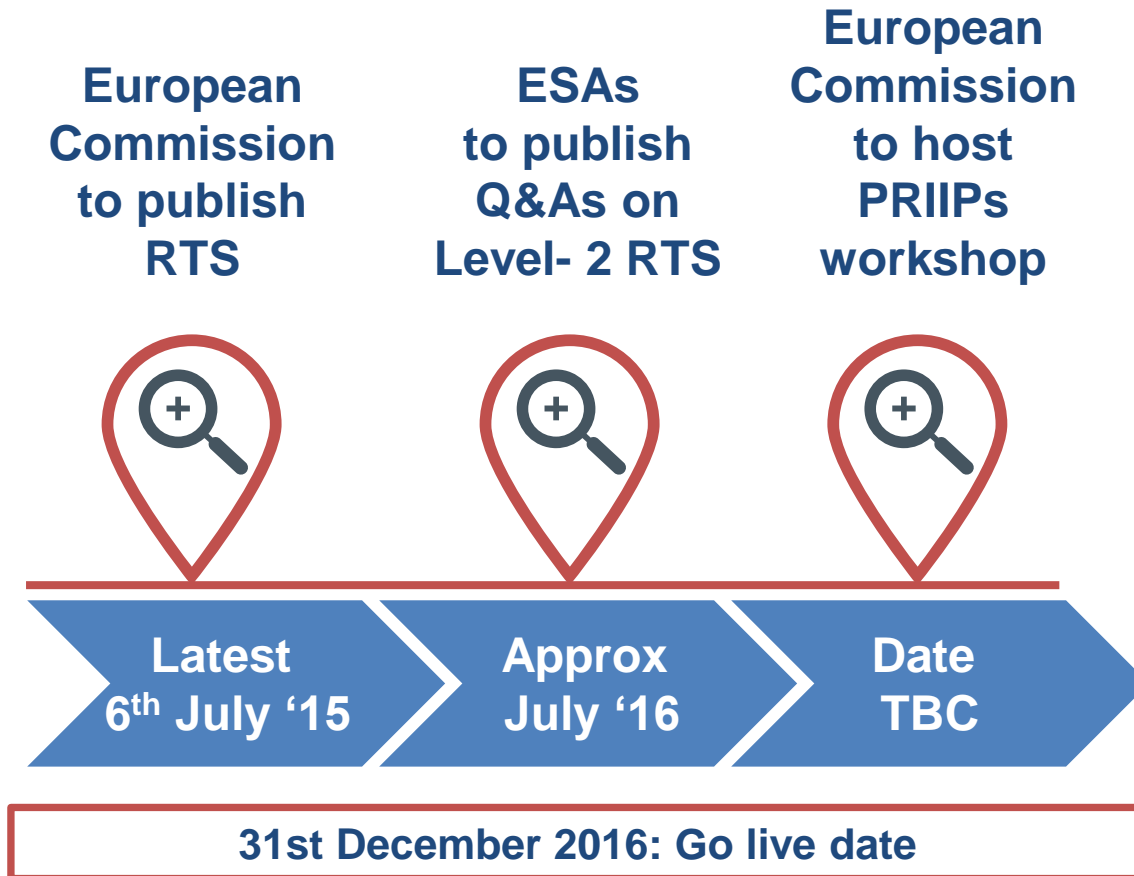 European
Commission
to publish
RTS
ESAs
to publish
Q&As on
Level- 2 RTS
European
Commission
to host
PRIIPs
workshop
Latest
6th July ‘15
Approx
July ‘16
Date
TBC
31st December 2016: Go live date